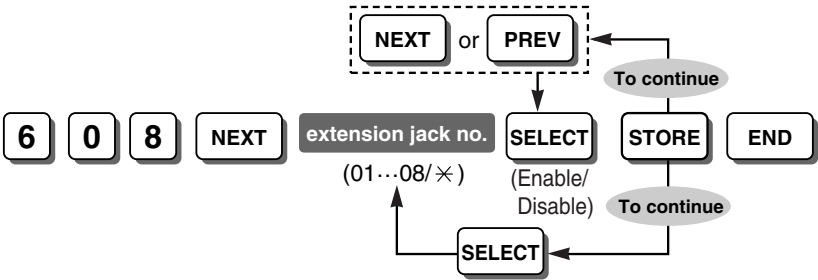 NEXT or PREV
To continue
6 0 8 NEXT extension jack no. SELECT STORE END
(01···08/✳)
(Enable/
Disable)
To continue
SELECT